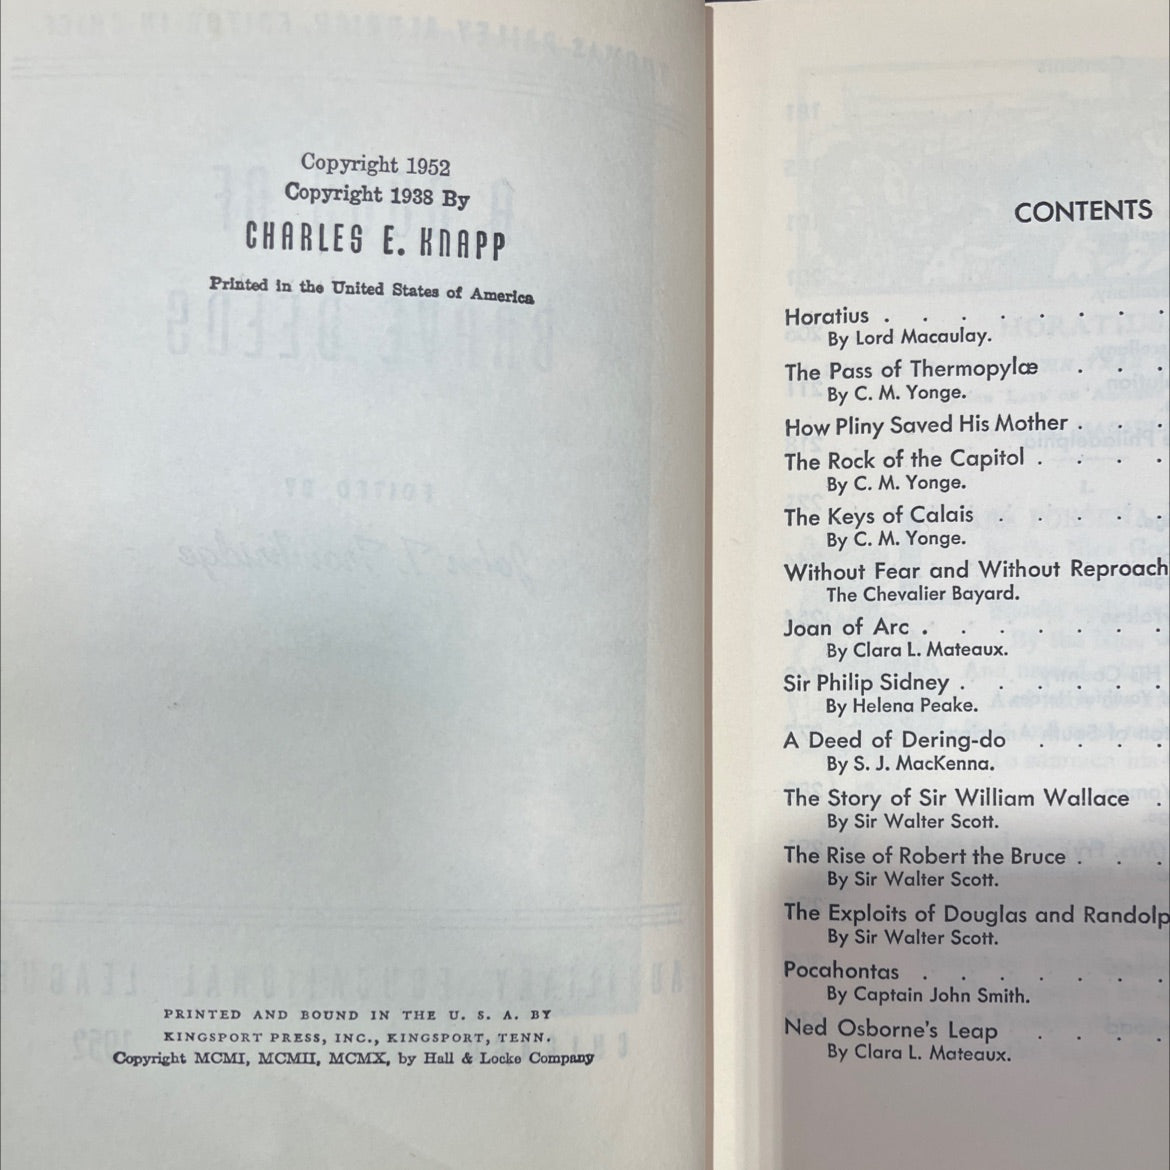 Copyright 1952
Copyright 1938 By
CHARLES E. KNAPP
Printed in the United States of America
PRINTED AND BOUND IN THE U. S. A. BY
KINGSPORT PRESS, INC., KINGSPORT, TENN.
Copyright MCMI, MCMII, MCMX, by Hall & Locke Company
CONTENTS
Horatius . . . . . . . .
By Lord Macaulay.
The Pass of Thermopylæ . . .
By C. M. Yonge.
How Pliny Saved His Mother . . .
The Rock of the Capitol . . . .
By C. M. Yonge.
The Keys of Calais . . . . .
By C. M. Yonge.
Without Fear and Without Reproach
The Chevalier Bayard.
Joan of Arc . . . . . . .
By Clara L. Mateaux.
Sir Philip Sidney . . . . . .
By Helena Peake.
A Deed of Dering-do . . . .
By S. J. MacKenna.
The Story of Sir William Wallace .
By Sir Walter Scott.
The Rise of Robert the Bruce . . .
By Sir Walter Scott.
The Exploits of Douglas and Randolp
By Sir Walter Scott.
Pocahontas . . . . . . .
By Captain John Smith.
Ned Osborne's Leap . . . .
By Clara L. Mateaux.